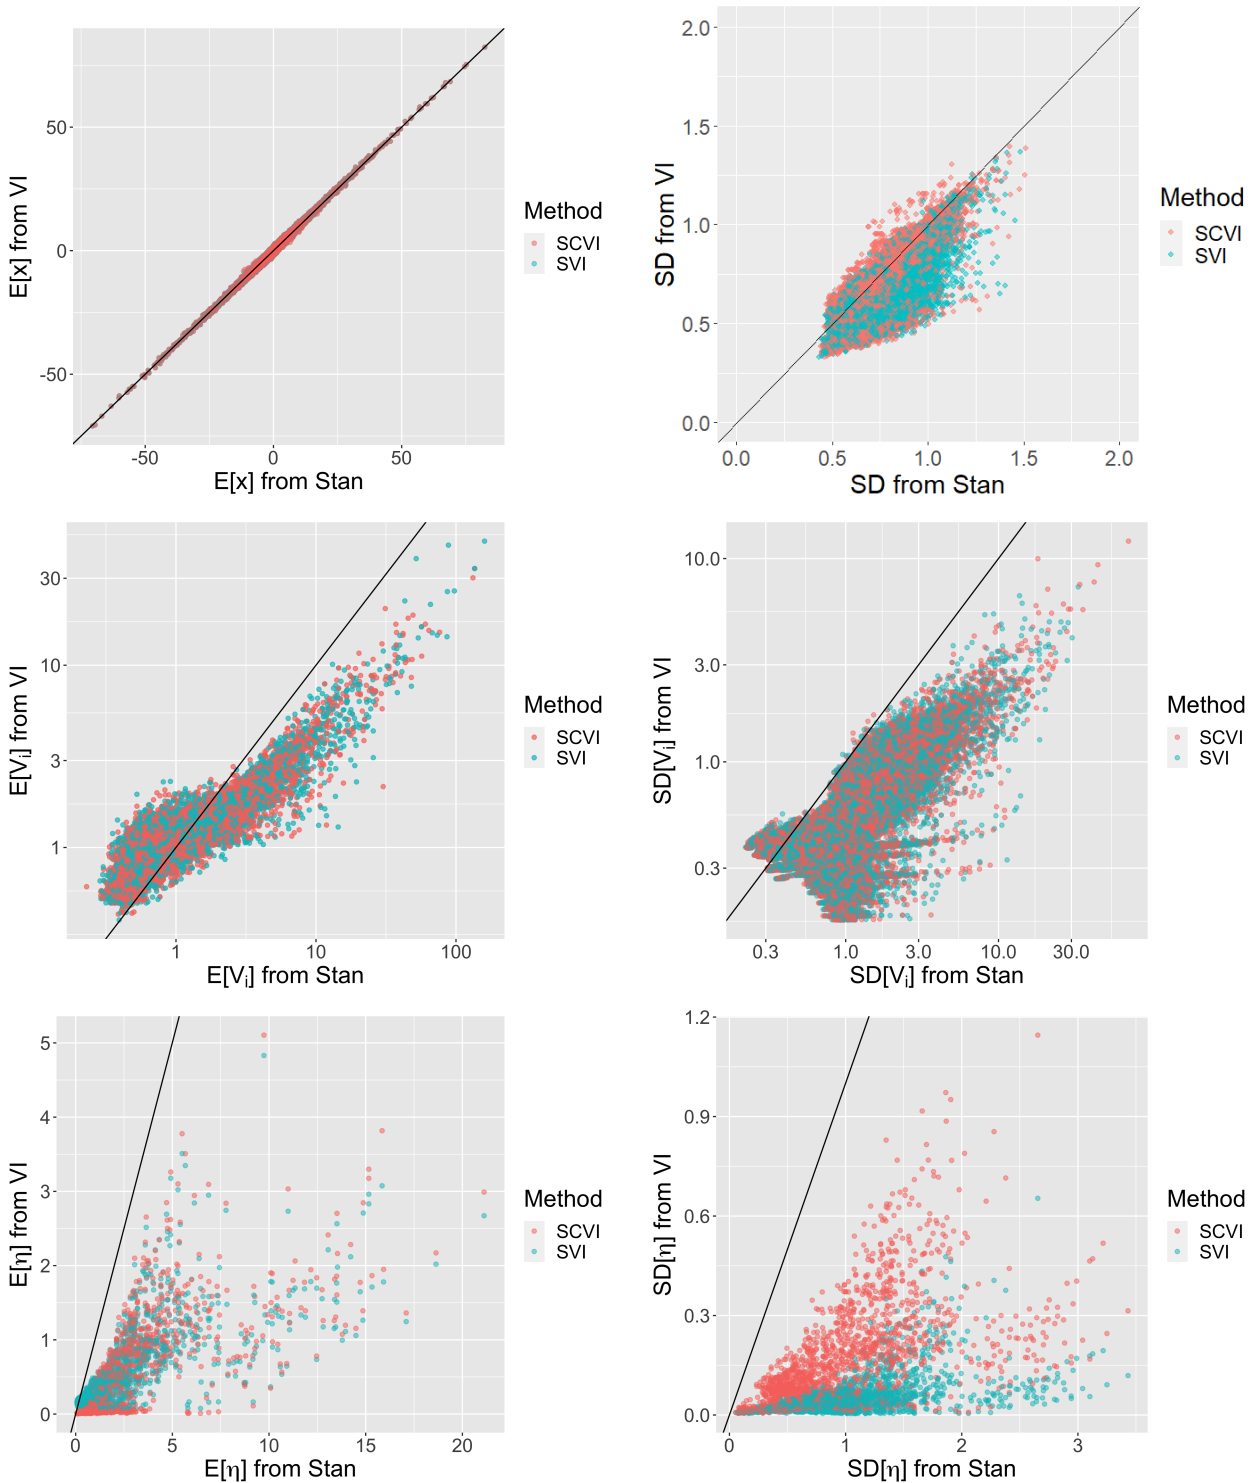 50
0
-50
-50
0
50
E[x] from VI
E[x] from Stan
Method
SCVI
SVI
2.0
1.5
1.0
0.5
0.0
0.0
0.5
1.0
1.5
2.0
SD from VI
SD from Stan
Method
SCVI
SVI
30
10
3
1
1
10
100
E[Vi] from VI
E[Vi] from Stan
Method
SCVI
SVI
10.0
3.0
1.0
0.3
0.3
1.0
3.0
10.0
30.0
SD[Vi] from VI
SD[Vi] from Stan
Method
SCVI
SVI
5
4
3
2
1
0
0
5
10
15
20
E[η] from VI
E[η] from Stan
Method
SCVI
SVI
1.2
0.9
0.6
0.3
0.0
0
1
2
3
SD[η] from VI
SD[η] from Stan
Method
SCVI
SVI